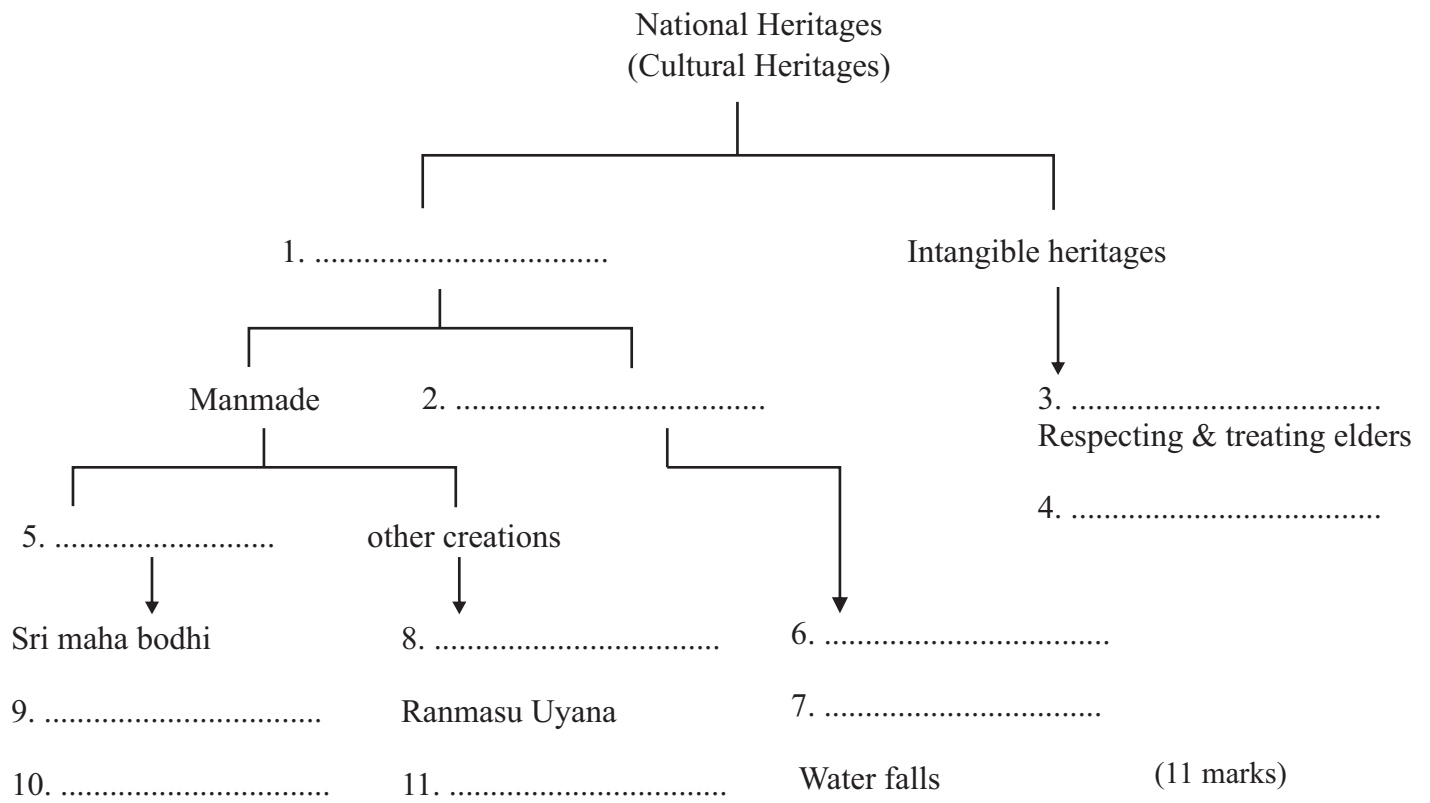 National Heritages
(Cultural Heritages)
1. ...................................
Intangible heritages
Manmade
2. .....................................
3. .....................................
Respecting & treating elders
4. .....................................
5. ..........................
other creations
Sri maha bodhi
8. ..................................
6. ..................................
9. .................................
Ranmasu Uyana
7. .................................
10. ................................
11. .................................
Water falls
(11 marks)